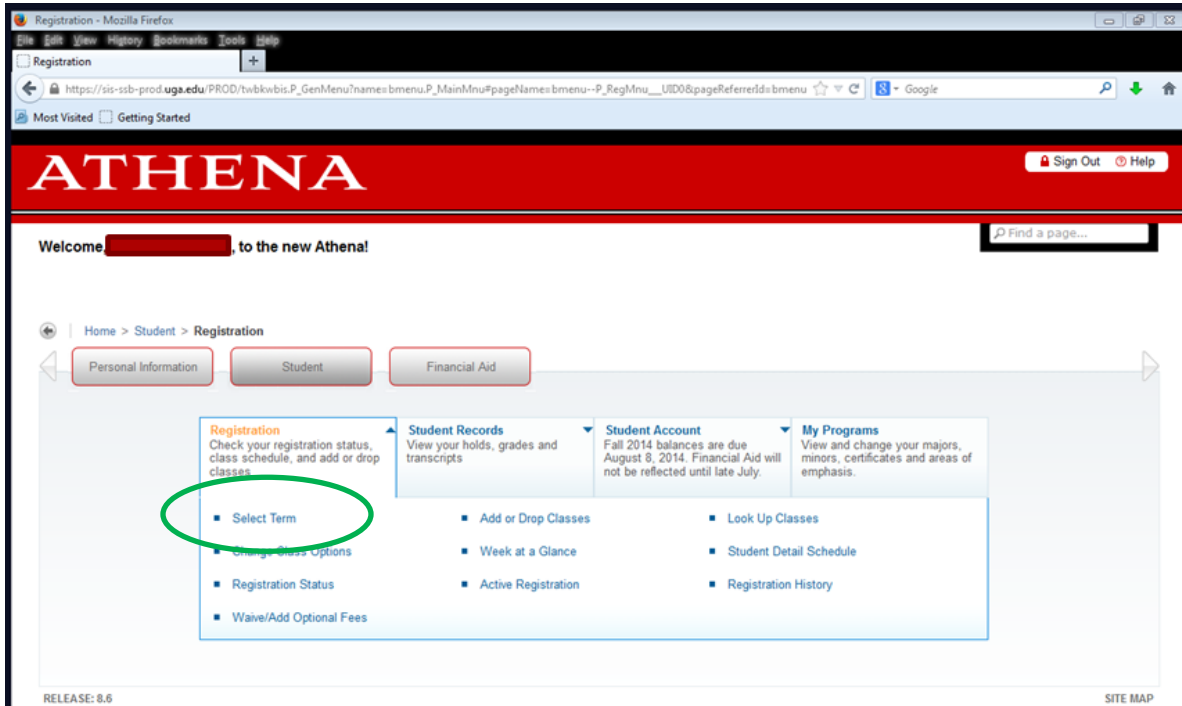 Registration - Mozilla Firefox
File Edit View History Bookmarks Tools Help
Registration +
https://sis-ssb-prod.uga.edu/PROD/twbkwbis.P_GenMenu?name=bmenu.P_MainMnu#pageName=bmenu--P_RegMnu___UID0&pageReferrerId=bmenu 8 Google
Most Visited Getting Started
ATHENA
Sign Out Help
Find a page...
Welcome, , to the new Athena!
Home > Student > Registration
Personal Information Student Financial Aid
Registration
Check your registration status,
class schedule, and add or drop
classes
Student Records
View your holds, grades and
transcripts
Student Account
Fall 2014 balances are due
August 8, 2014. Financial Aid will
not be reflected until late July.
My Programs
View and change your majors,
minors, certificates and areas of
emphasis.
Select Term Add or Drop Classes Look Up Classes
Change Class Options Week at a Glance Student Detail Schedule
Registration Status Active Registration Registration History
Waive/Add Optional Fees
RELEASE: 8.6 SITE MAP